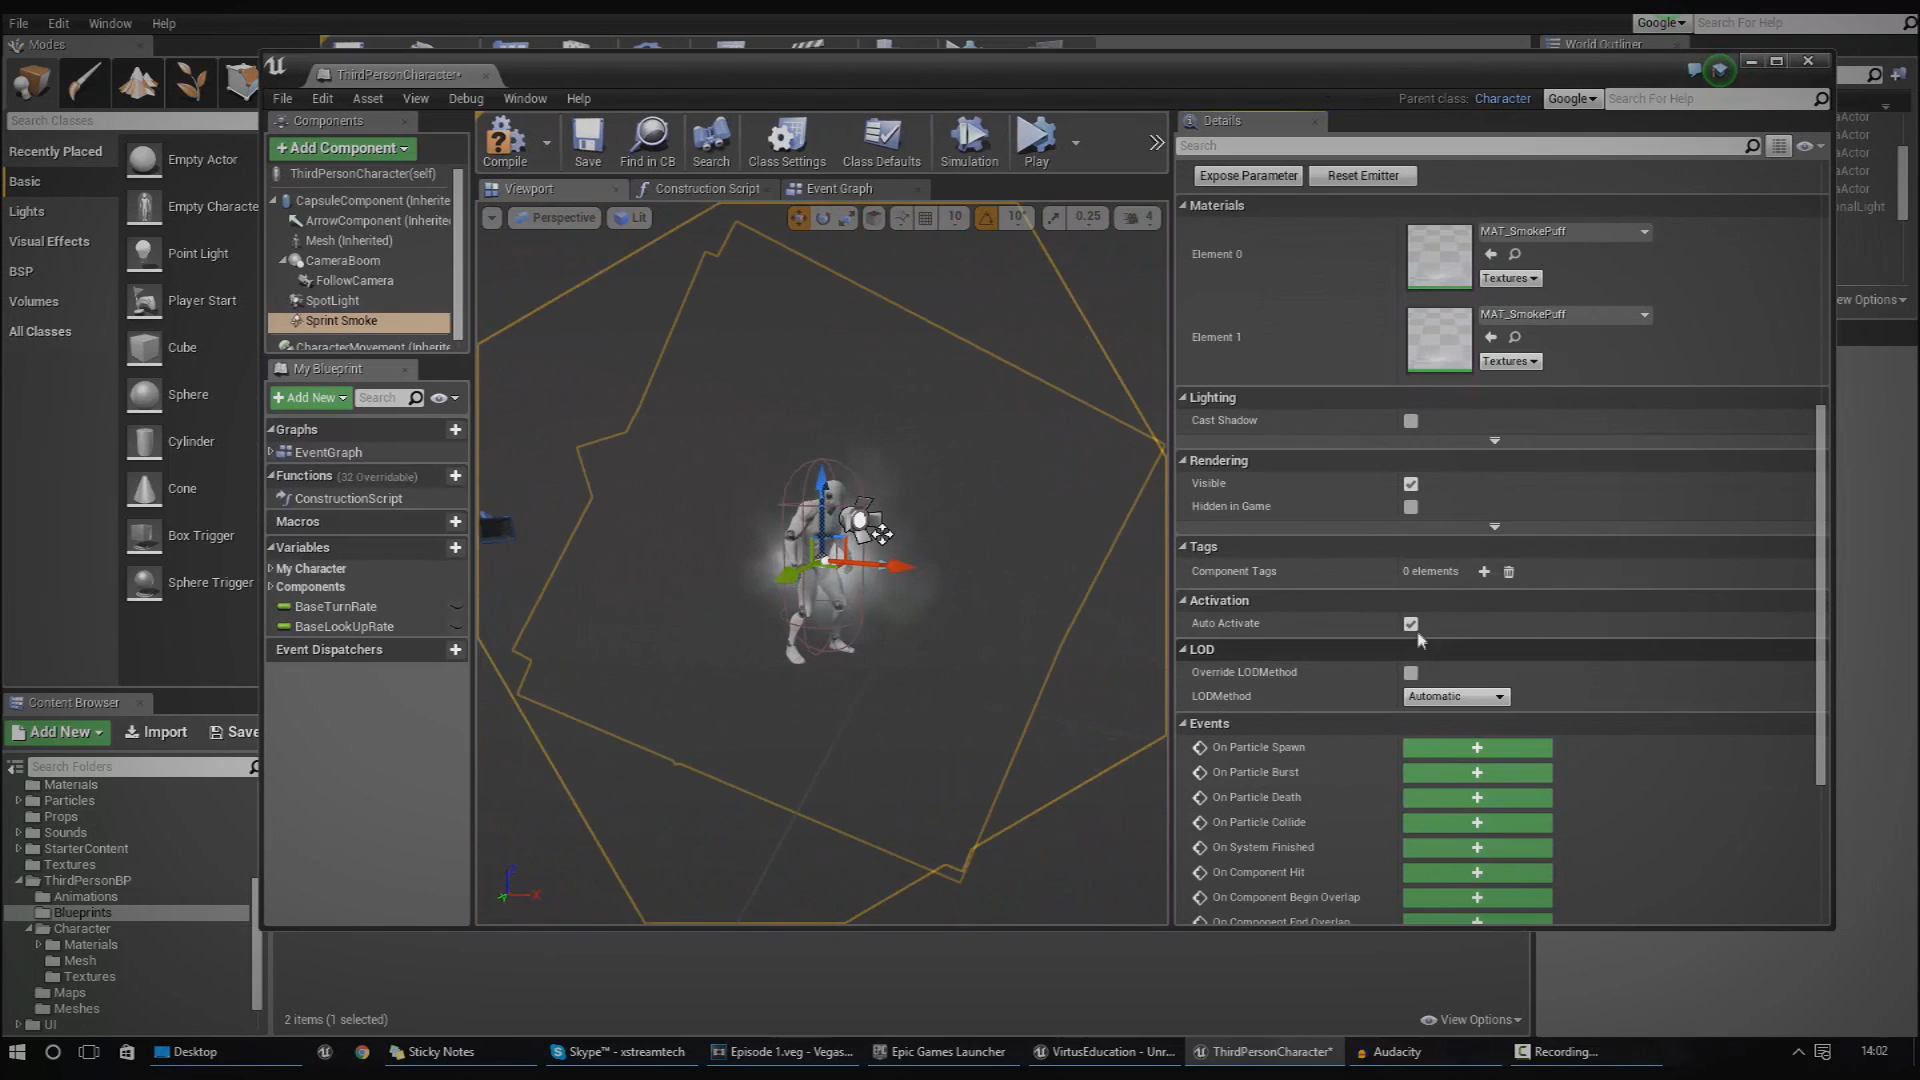 File Edit Window Help
Google Search For Help
Modes
World Outliner
ThirdPersonCharacter*
File Edit Asset View Debug Window Help
Parent class: Character Google Search For Help
Search Classes
Recently Placed
Basic
Lights
Visual Effects
BSP
Volumes
All Classes
Empty Actor
Empty Characte
Point Light
Player Start
Cube
Sphere
Cylinder
Cone
Box Trigger
Sphere Trigger
Components
+Add Component
ThirdPersonCharacter(self)
CapsuleComponent (Inherite
ArrowComponent (Inherite
Mesh (Inherited)
CameraBoom
FollowCamera
SpotLight
Sprint Smoke
CharacterMovement (Inherite
My Blueprint
+Add New Search
Graphs
EventGraph
Functions (32 Overridable)
ConstructionScript
Macros
Variables
My Character
Components
BaseTurnRate
BaseLookUpRate
Event Dispatchers
Compile Save Find in CB Search Class Settings Class Defaults Simulation Play
Viewport Construction Script Event Graph
Perspective Lit 10 10° 0.25 4
Z
X
Details
Search
Expose Parameter Reset Emitter
Materials
Element 0
MAT_SmokePuff
Textures
Element 1
MAT_SmokePuff
Textures
Lighting
Cast Shadow
Rendering
Visible
Hidden in Game
Tags
Component Tags 0 elements
Activation
Auto Activate
LOD
Override LODMethod
LODMethod Automatic
Events
On Particle Spawn
On Particle Burst
On Particle Death
On Particle Collide
On System Finished
On Component Hit
On Component Begin Overlap
On Component End Overlap
aActor
aActor
aActor
aActor
aActor
onalLight
ew Options
Content Browser
Add New Import Save
Search Folders
Materials
Particles
Props
Sounds
StarterContent
Textures
ThirdPersonBP
Animations
Blueprints
Character
Materials
Mesh
Textures
Maps
Meshes
UI
2 items (1 selected)
View Options
Desktop
Sticky Notes
Skype™ - xstreamtech
Episode 1.veg - Vegas...
Epic Games Launcher
VirtusEducation - Unr...
ThirdPersonCharacter*
Audacity
Recording...
14:02